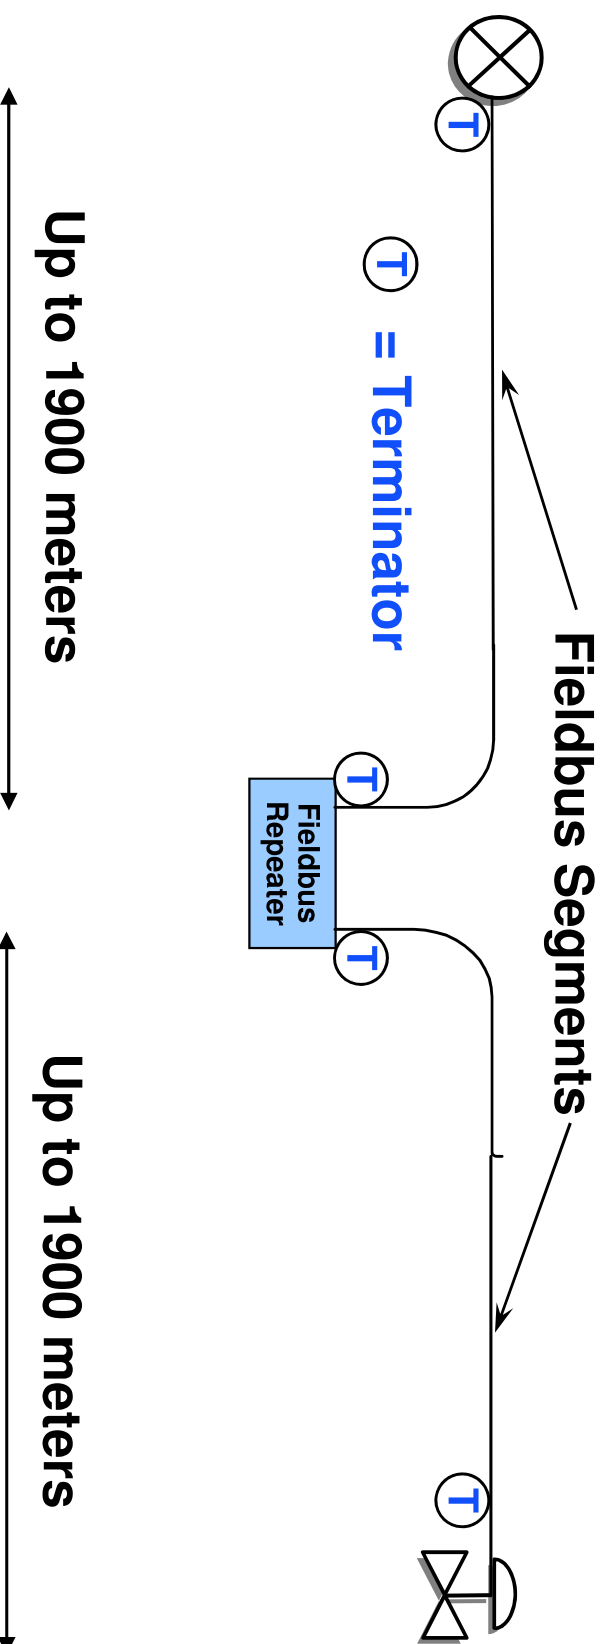 Fieldbus Segments
T
T
= Terminator
T
Fieldbus
Repeater
T
T
Up to 1900 meters
Up to 1900 meters